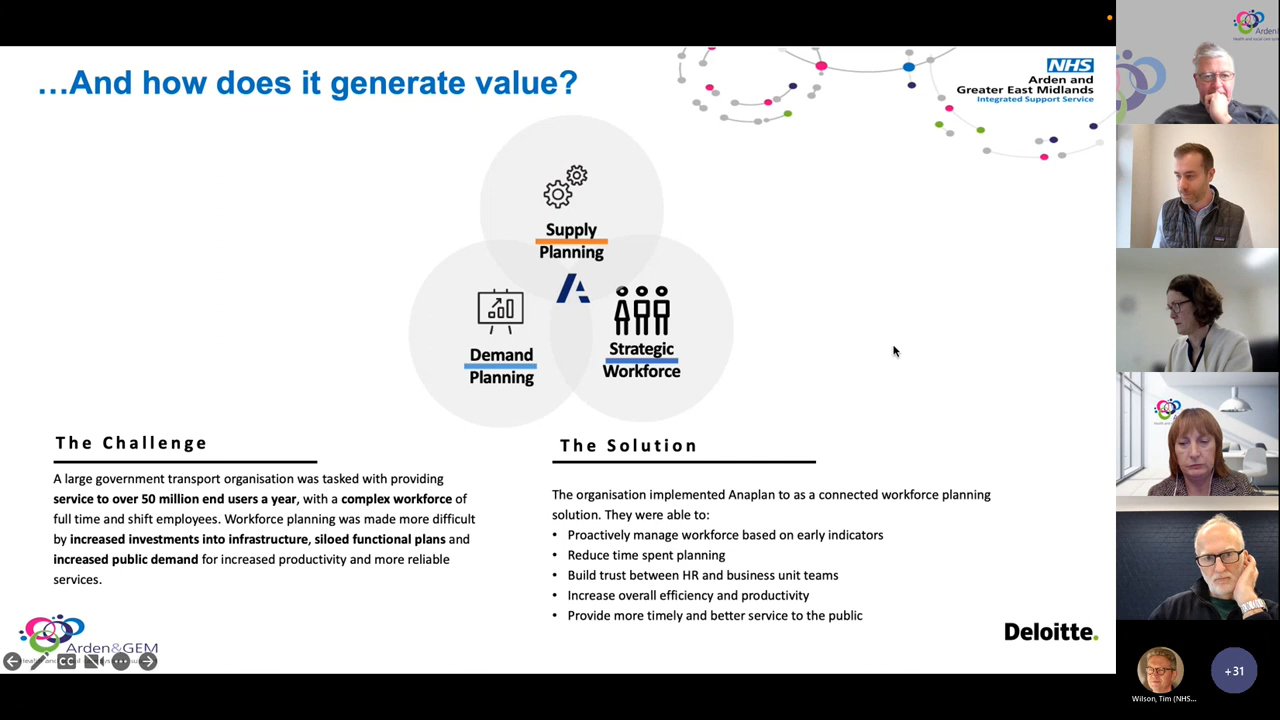 …And how does it generate value?
NHS
Arden and
Greater East Midlands
Integrated Support Service
Supply
Planning
Demand
Planning
Strategic
Workforce
The Challenge
A large government transport organisation was tasked with providing
service to over 50 million end users a year, with a complex workforce of
full time and shift employees. Workforce planning was made more difficult
by increased investments into infrastructure, siloed functional plans and
increased public demand for increased productivity and more reliable
services.
The Solution
The organisation implemented Anaplan to as a connected workforce planning
solution. They were able to:
• Proactively manage workforce based on early indicators
• Reduce time spent planning
• Build trust between HR and business unit teams
• Increase overall efficiency and productivity
• Provide more timely and better service to the public
Arden&GEM
CC
Deloitte.
Wilson, Tim (NHS...
+31